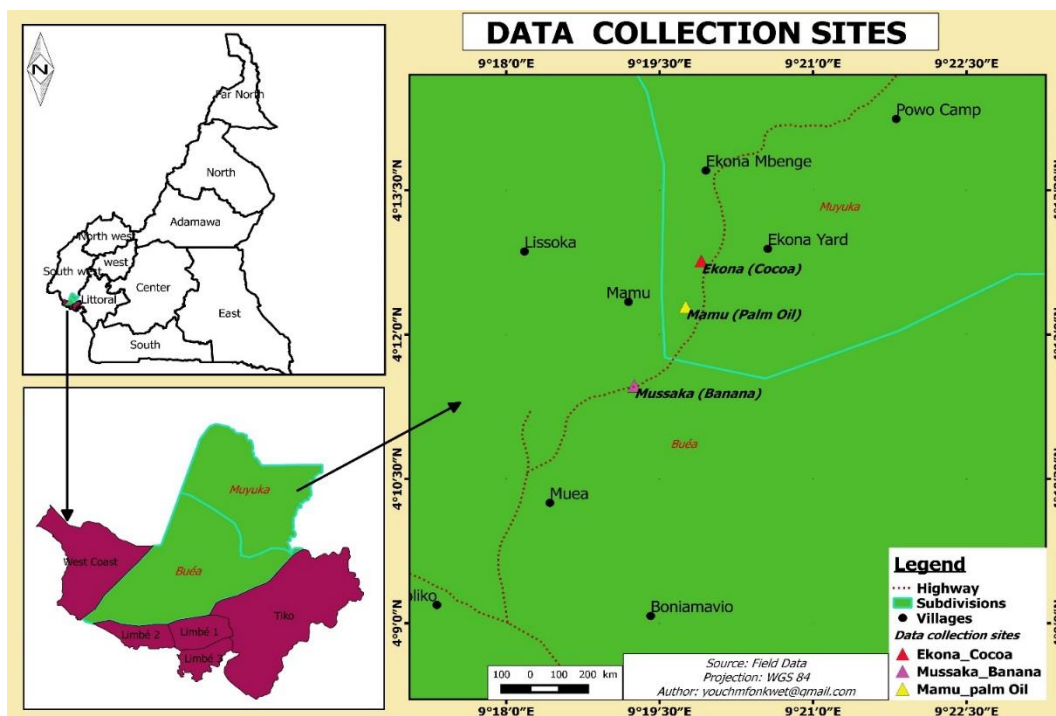 DATA COLLECTION SITES
N
Far North
North
Adamawa
North west
west
South west
Littoral
Center
East
South
Muyuka
West Coast
Buéa
Tiko
Limbé 2
Limbé 1
9°18'0"E
9°19'30"E
9°21'0"E
9°22'30"E
Powo Camp
Ekona Mbenge
4°13'30"N
Muyuka
Lissoka
Ekona Yard
Ekona (Cocoa)
Mamu
Mamu (Palm Oil)
4°12'0"N
Mussaka (Banana)
Buéa
4°10'30"N
Muea
Boniamavio
4°9'0"N
Legend
Highway
Subdivisions
Villages
Data collection sites
Ekona_Cocoa
Mussaka_Banana
Mamu_palm Oil
100 0 100 200 km
Source: Field Data
Projection: WGS 84
Author: youchmfonkwet@gmail.com
9°18'0"E
9°19'30"E
9°21'0"E
9°22'30"E